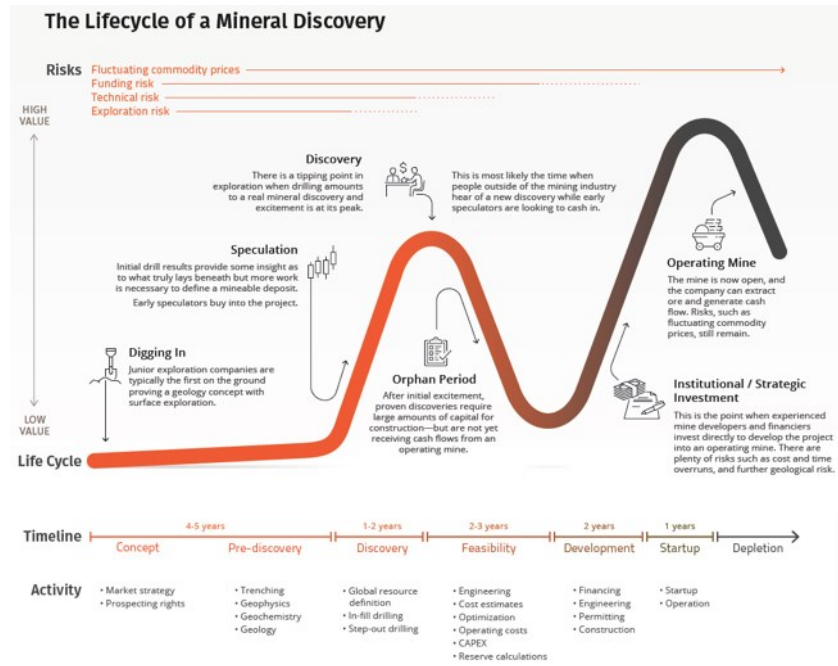 The Lifecycle of a Mineral Discovery
Risks
Fluctuating commodity prices
Funding risk
Technical risk
Exploration risk
HIGH
VALUE
Discovery
There is a tipping point in
exploration when drilling amounts
to a real mineral discovery and
excitement is at its peak.
$
This is most likely the time when
people outside of the mining industry
hear of a new discovery while early
speculators are looking to cash in.
Speculation
Initial drill results provide some insight as
to what truly lays beneath but more work
is necessary to define a mineable deposit.
Early speculators buy into the project.
Operating Mine
The mine is now open, and
the company can extract
ore and generate cash
flow. Risks, such as
fluctuating commodity
prices, still remain.
Digging In
Junior exploration companies are
typically the first on the ground
proving a geology concept with
surface exploration.
Orphan Period
After initial excitement,
proven discoveries require
large amounts of capital for
construction—but are not yet
receiving cash flows from an
operating mine.
Institutional / Strategic
Investment
This is the point when experienced
mine developers and financiers
invest directly to develop the project
into an operating mine. There are
plenty of risks such as cost and time
overruns, and further geological risk.
LOW
VALUE
Life Cycle
Timeline
4-5 years
1-2 years
2-3 years
2 years
1 years
Concept
Pre-discovery
Discovery
Feasibility
Development
Startup
Depletion
Activity
• Market strategy
• Prospecting rights
• Trenching
• Geophysics
• Geochemistry
• Geology
• Global resource
definition
• In-fill drilling
• Step-out drilling
• Engineering
• Cost estimates
• Optimization
• Operating costs
• CAPEX
• Reserve calculations
• Financing
• Engineering
• Permitting
• Construction
• Startup
• Operation